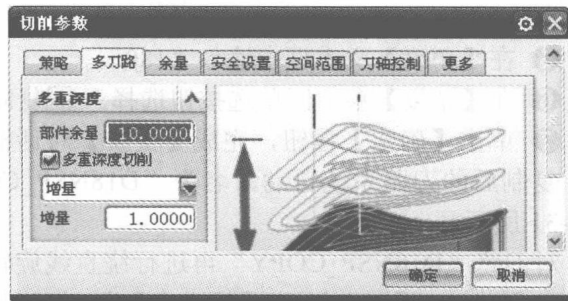 切削参数
策略 多刀路 余量 安全设置 空间范围 刀轴控制 更多
多重深度
部件余量 10.0000
多重深度切削
增量
增量 1.0000
确定 取消